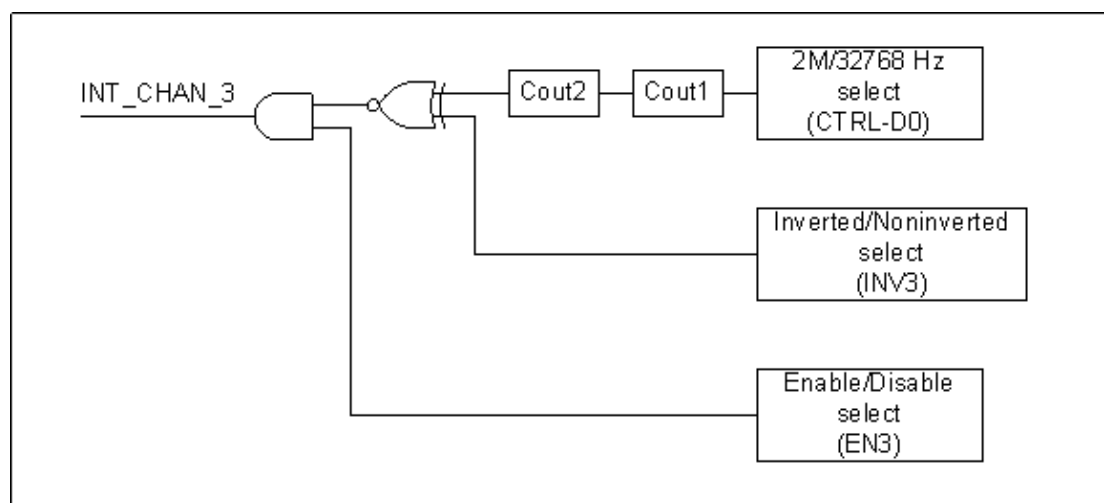 INT_CHAN_3
Cout2
Cout1
2M/32768 Hz
select
(CTRL-D0)
Inverted/Noninverted
select
(INV3)
Enable/Disable
select
(EN3)